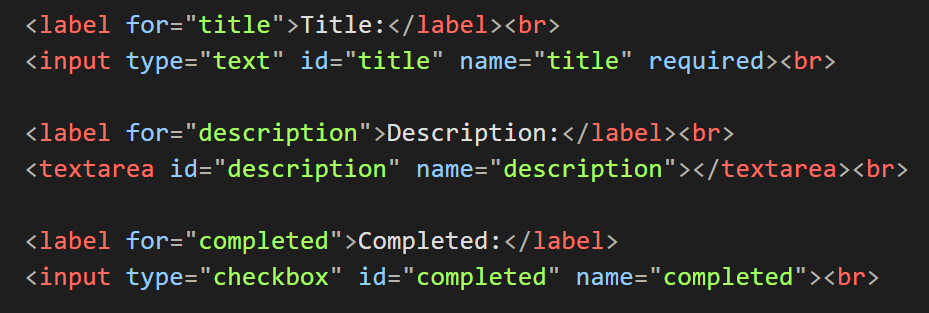 <label for="title">Title:</label><br>
<input type="text" id="title" name="title" required><br>
<label for="description">Description:</label><br>
<textarea id="description" name="description"></textarea><br>
<label for="completed">Completed:</label>
<input type="checkbox" id="completed" name="completed"><br>